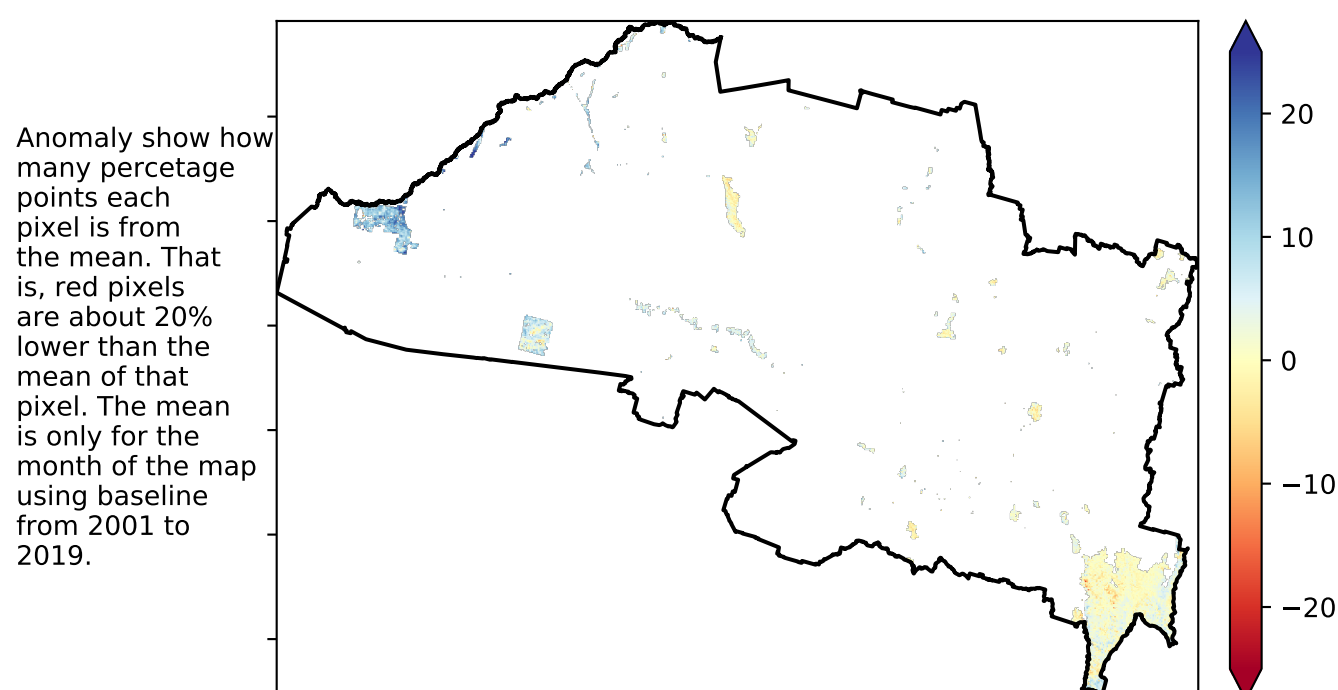 Anomaly show how
many percetage
points each
pixel is from
the mean. That
is, red pixels
are about 20%
lower than the
mean of that
pixel. The mean
is only for the
month of the map
using baseline
from 2001 to
2019.
20
10
0
−10
−20